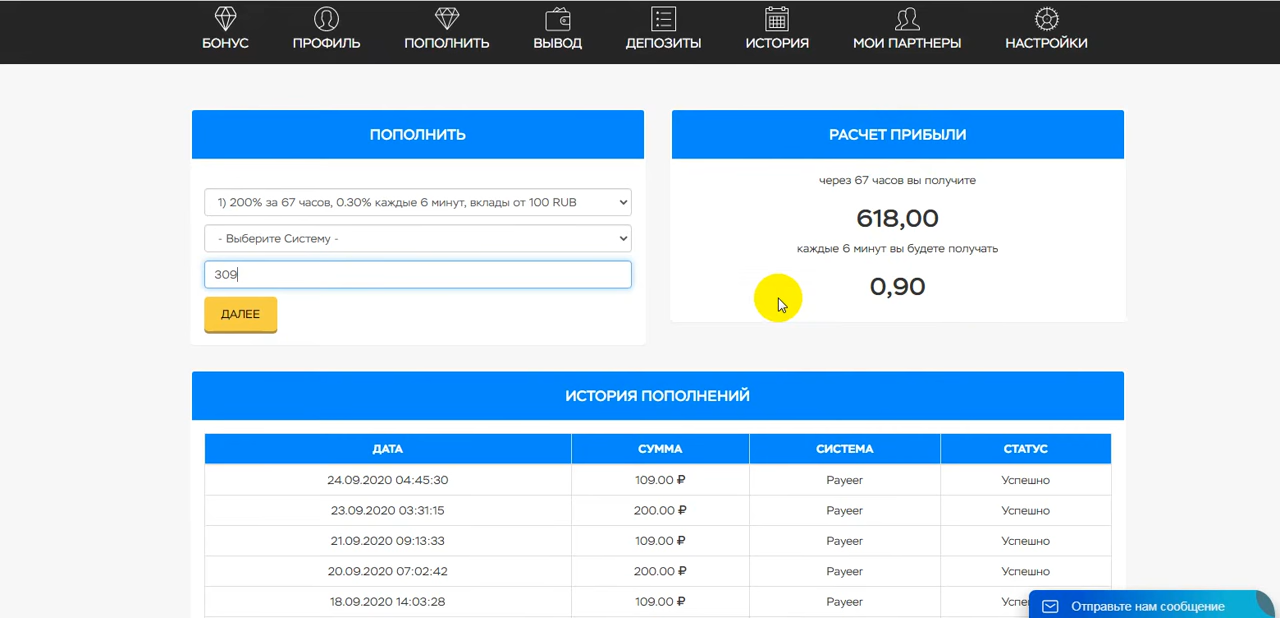 БОНУС ПРОФИЛЬ ПОПОЛНИТЬ ВЫВОД ДЕПОЗИТЫ ИСТОРИЯ МОИ ПАРТНЕРЫ НАСТРОЙКИ
ПОПОЛНИТЬ
1) 200% за 67 часов, 0.30% каждые 6 минут, вклады от 100 RUB
- Выберите Систему -
309
ДАЛЕЕ
РАСЧЕТ ПРИБЫЛИ
через 67 часов вы получите
618,00
каждые 6 минут вы будете получать
0,90
ИСТОРИЯ ПОПОЛНЕНИЙ
ДАТА СУММА СИСТЕМА СТАТУС
24.09.2020 04:45:30 109.00 ₽ Payeer Успешно
23.09.2020 03:31:15 200.00 ₽ Payeer Успешно
21.09.2020 09:13:33 109.00 ₽ Payeer Успешно
20.09.2020 07:02:42 200.00 ₽ Payeer Успешно
18.09.2020 14:03:28 109.00 ₽ Payeer
Отправьте нам сообщение